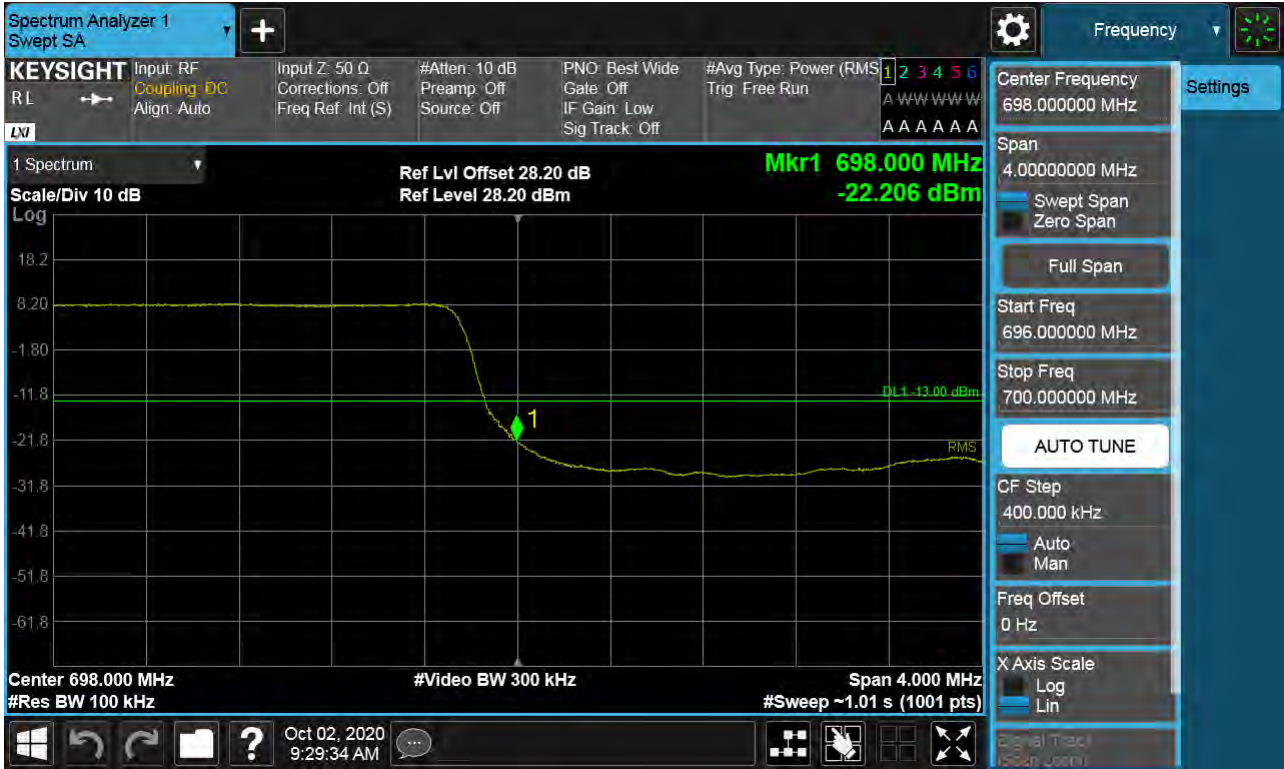 Spectrum Analyzer 1
Swept SA
+
Frequency
KEYSIGHT
RL
LXI
Input: RF
Coupling: DC
Align: Auto
Input Z: 50 Ω
Corrections: Off
Freq Ref: Int (S)
#Atten: 10 dB
Preamp: Off
Source: Off
PNO: Best Wide
Gate: Off
IF Gain: Low
Sig Track: Off
#Avg Type: Power (RMS
Trig: Free Run
1 2 3 4 5 6
A W W W W W
A A A A A A
1 Spectrum
Scale/Div 10 dB
Log
Ref Lvl Offset 28.20 dB
Ref Level 28.20 dBm
Mkr1 698.000 MHz
-22.206 dBm
18.2
8.20
-1.80
-11.8
-21.8
-31.8
-41.8
-51.8
-61.8
DL1 -13.00 dBm
1
RMS
Center 698.000 MHz
#Video BW 300 kHz
Span 4.000 MHz
#Res BW 100 kHz
#Sweep ~1.01 s (1001 pts)
Center Frequency
698.000000 MHz
Settings
Span
4.00000000 MHz
Swept Span
Zero Span
Full Span
Start Freq
696.000000 MHz
Stop Freq
700.000000 MHz
AUTO TUNE
CF Step
400.000 kHz
Auto
Man
Freq Offset
0 Hz
X Axis Scale
Log
Lin
Signal Track
(Span Zoom)
?
Oct 02, 2020
9:29:34 AM